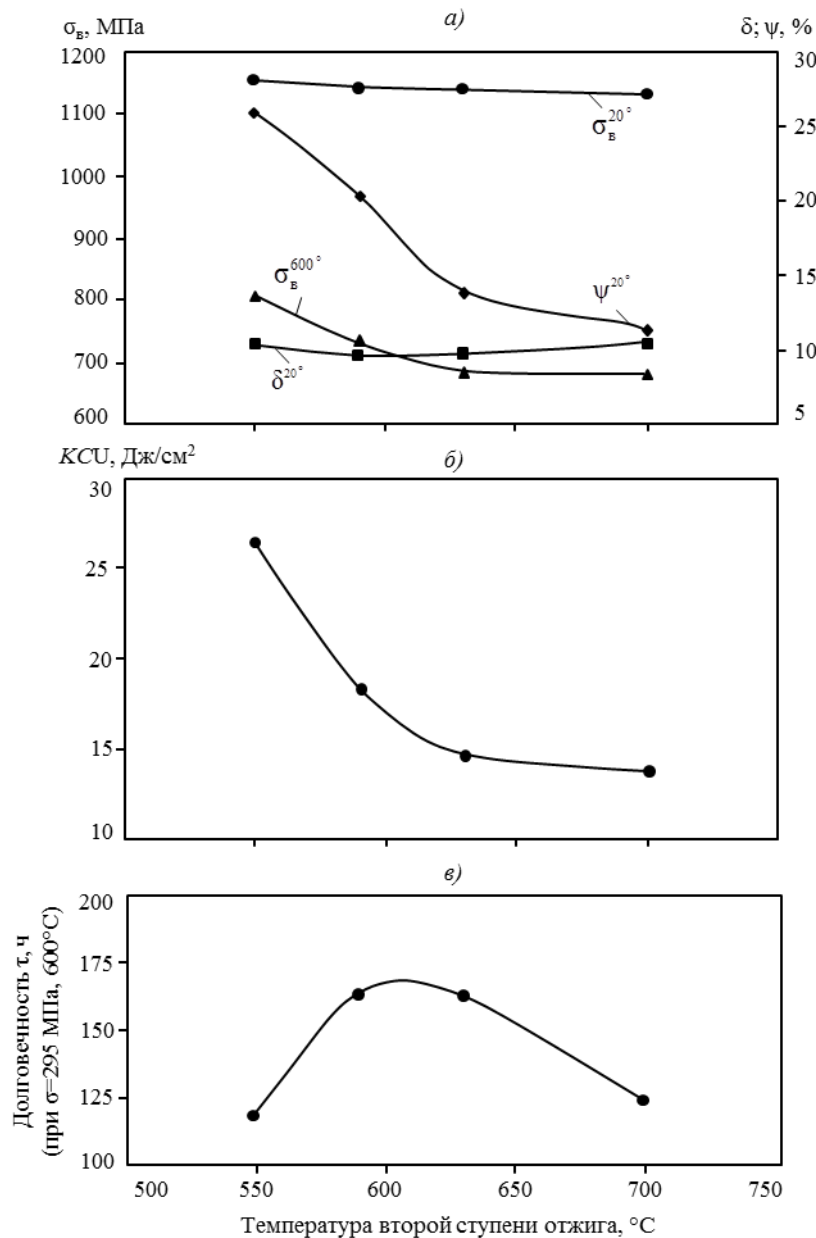 а)
σв, МПа
δ; ψ, %
1200
1100
1000
900
800
700
600
30
25
20
15
10
5
σв20°
σв600°
ψ20°
δ20°
KCU, Дж/см2
б)
30
25
20
15
10
в)
Долговечность τ, ч
(при σ=295 МПа, 600°С)
200
175
150
125
100
500 550 600 650 700 750
Температура второй ступени отжига, °С